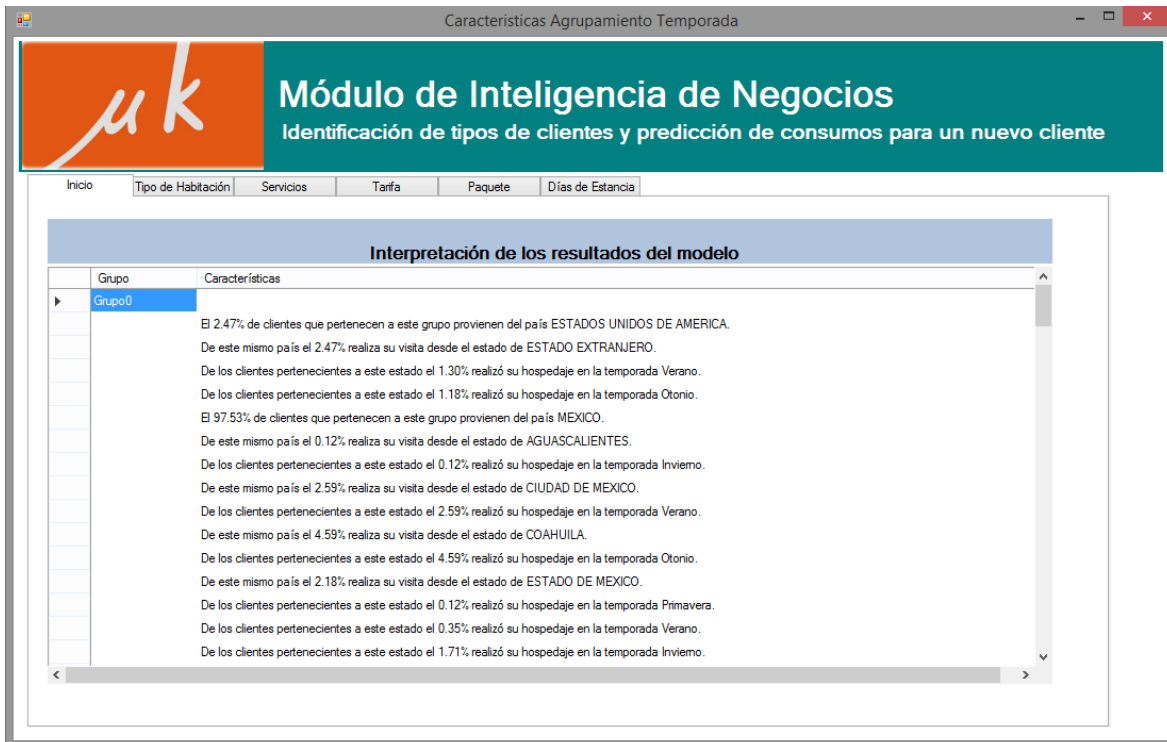 Características Agrupamiento Temporada
μk
Módulo de Inteligencia de Negocios
Identificación de tipos de clientes y predicción de consumos para un nuevo cliente
Inicio Tipo de Habitación Servicios Tarifa Paquete Días de Estancia
Interpretación de los resultados del modelo
Grupo Características
Grupo0
El 2.47% de clientes que pertenecen a este grupo provienen del país ESTADOS UNIDOS DE AMERICA.
De este mismo país el 2.47% realiza su visita desde el estado de ESTADO EXTRANJERO.
De los clientes pertenecientes a este estado el 1.30% realizó su hospedaje en la temporada Verano.
De los clientes pertenecientes a este estado el 1.18% realizó su hospedaje en la temporada Otonio.
El 97.53% de clientes que pertenecen a este grupo provienen del país MEXICO.
De este mismo país el 0.12% realiza su visita desde el estado de AGUASCALIENTES.
De los clientes pertenecientes a este estado el 0.12% realizó su hospedaje en la temporada Invierno.
De este mismo país el 2.59% realiza su visita desde el estado de CIUDAD DE MEXICO.
De los clientes pertenecientes a este estado el 2.59% realizó su hospedaje en la temporada Verano.
De este mismo país el 4.59% realiza su visita desde el estado de COAHUILA.
De los clientes pertenecientes a este estado el 4.59% realizó su hospedaje en la temporada Otonio.
De este mismo país el 2.18% realiza su visita desde el estado de ESTADO DE MEXICO.
De los clientes pertenecientes a este estado el 0.12% realizó su hospedaje en la temporada Primavera.
De los clientes pertenecientes a este estado el 0.35% realizó su hospedaje en la temporada Verano.
De los clientes pertenecientes a este estado el 1.71% realizó su hospedaje en la temporada Invierno.